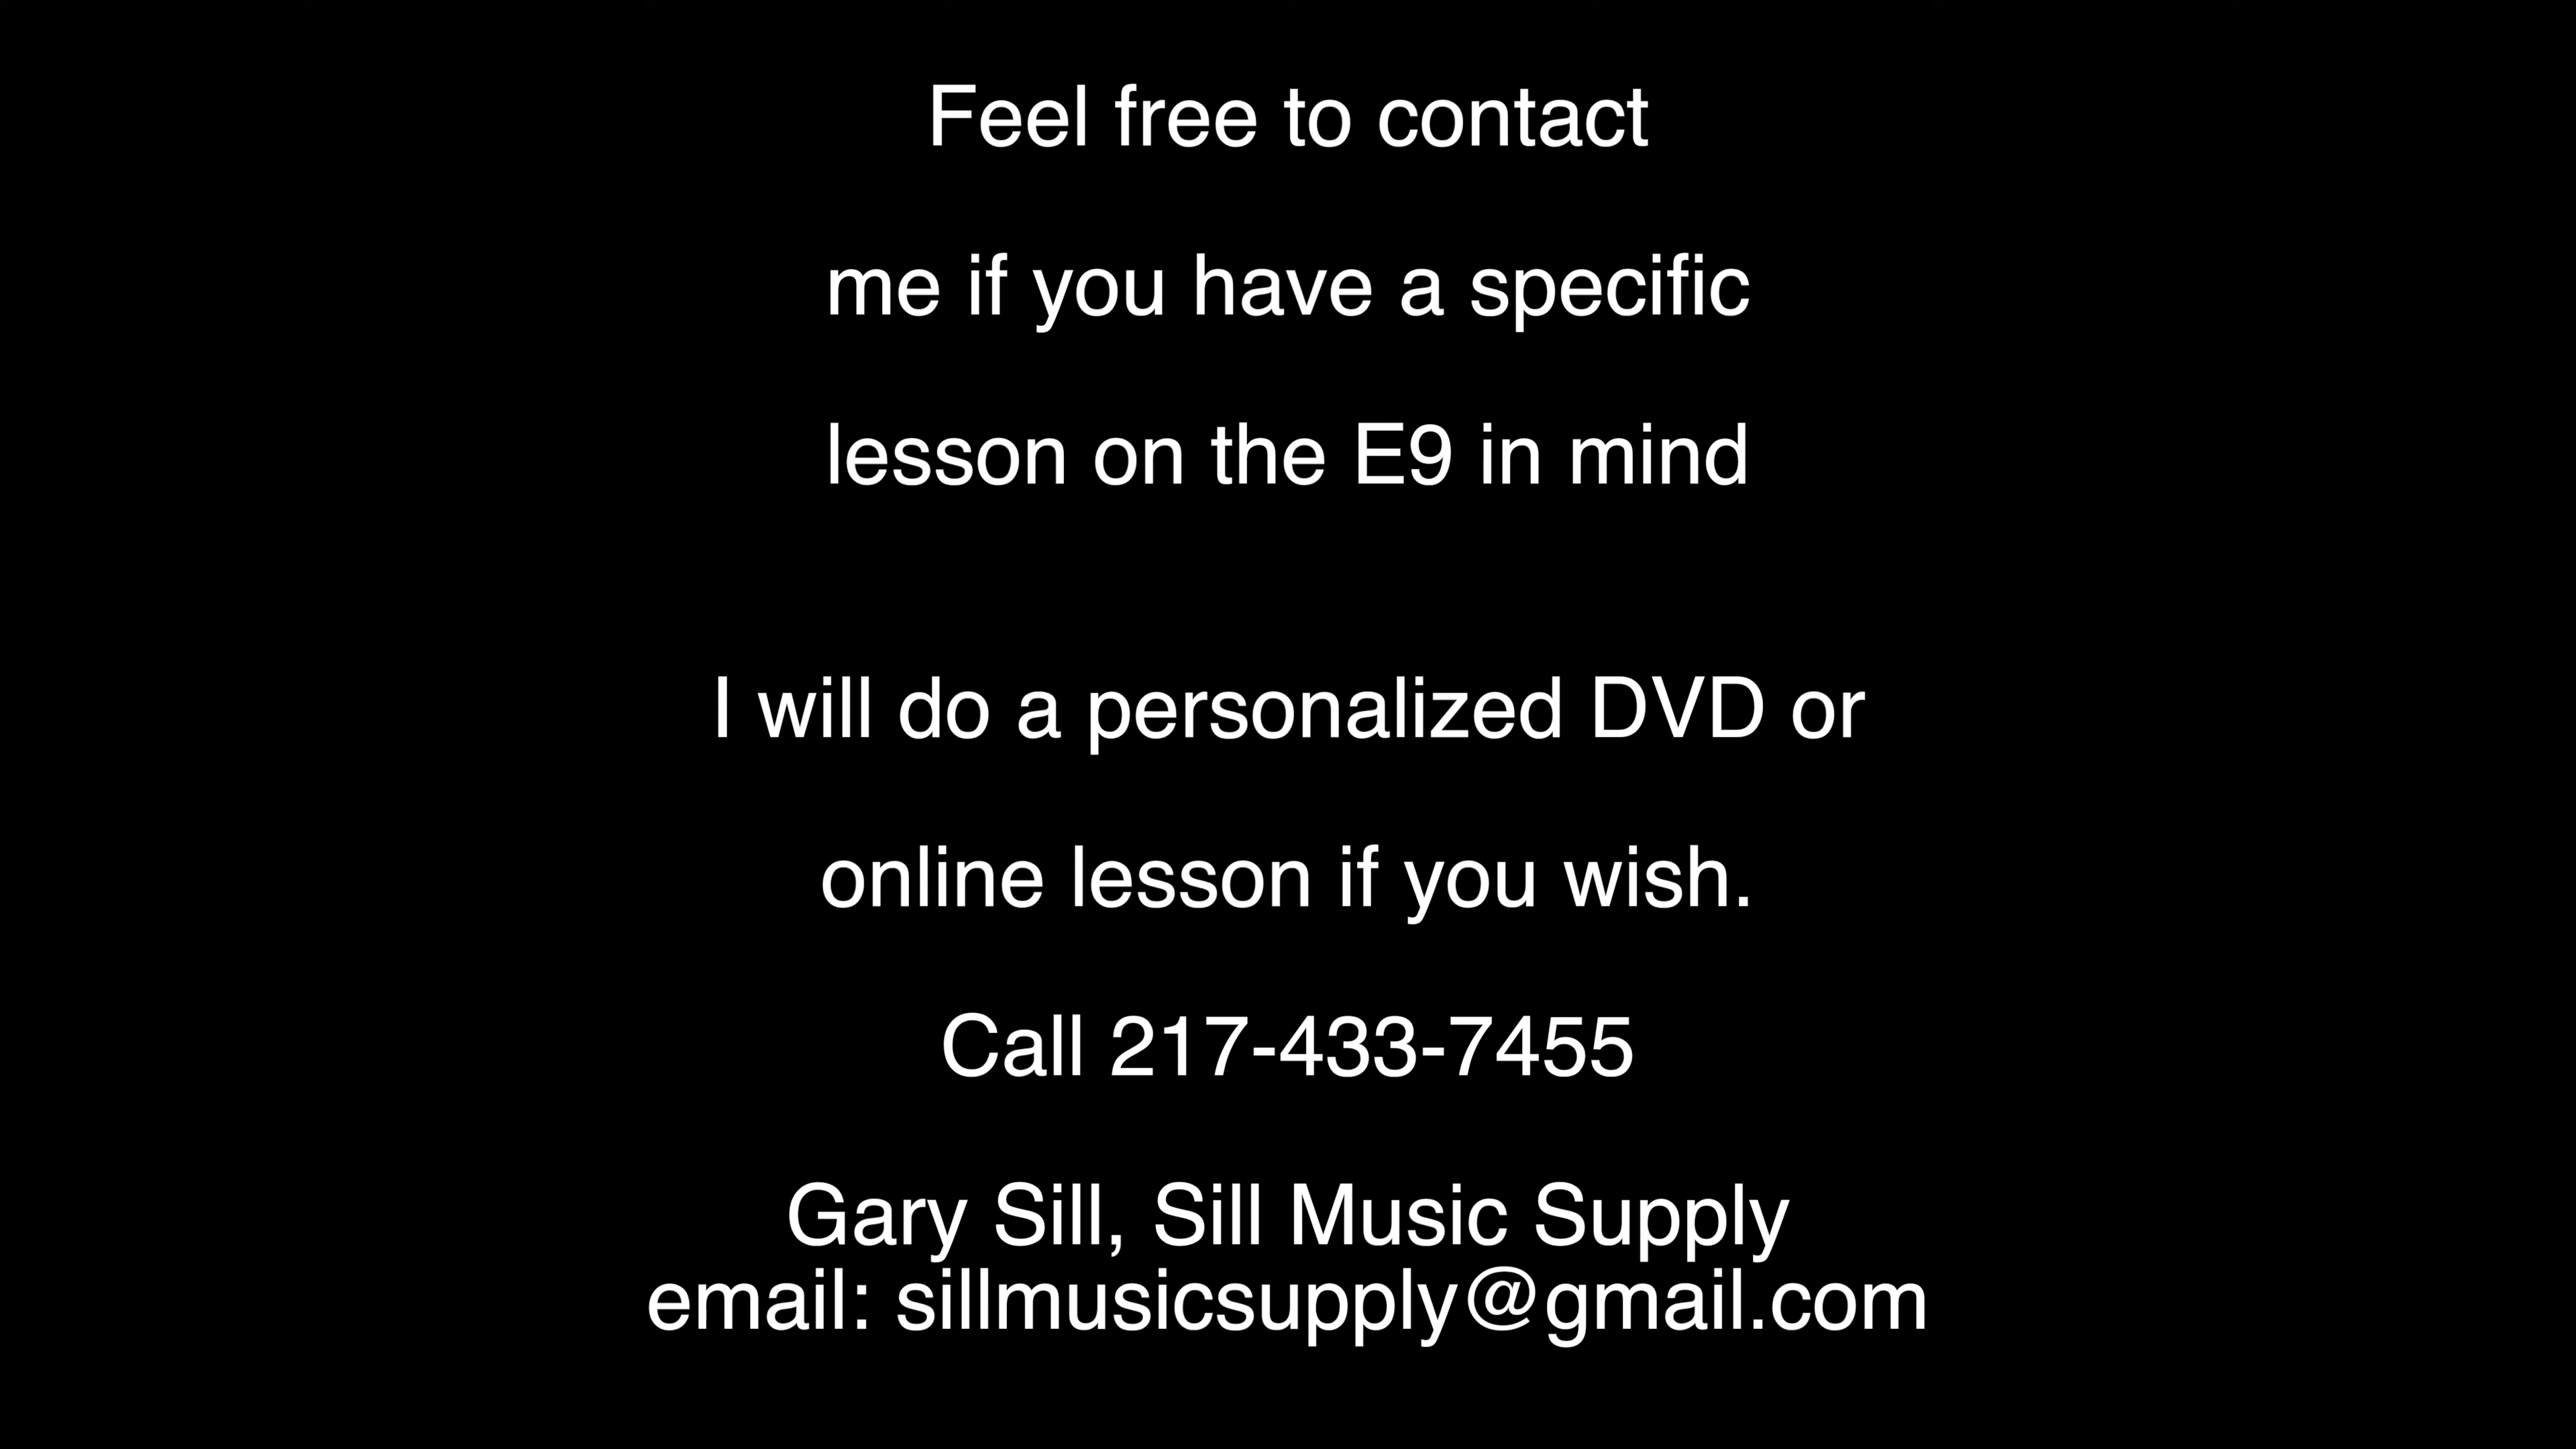 Feel free to contact
me if you have a specific
lesson on the E9 in mind
I will do a personalized DVD or
online lesson if you wish.
Call 217-433-7455
Gary Sill, Sill Music Supply
email: sillmusicsupply@gmail.com